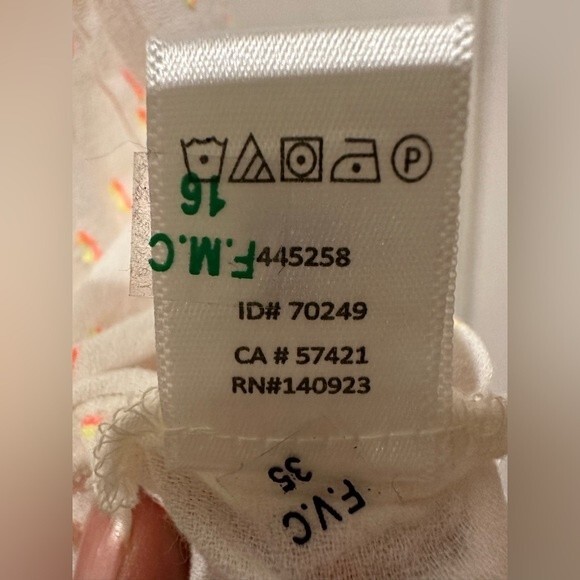 P
16
F.M.C
445258
ID# 70249
CA # 57421
RN#140923
F.V.C
35